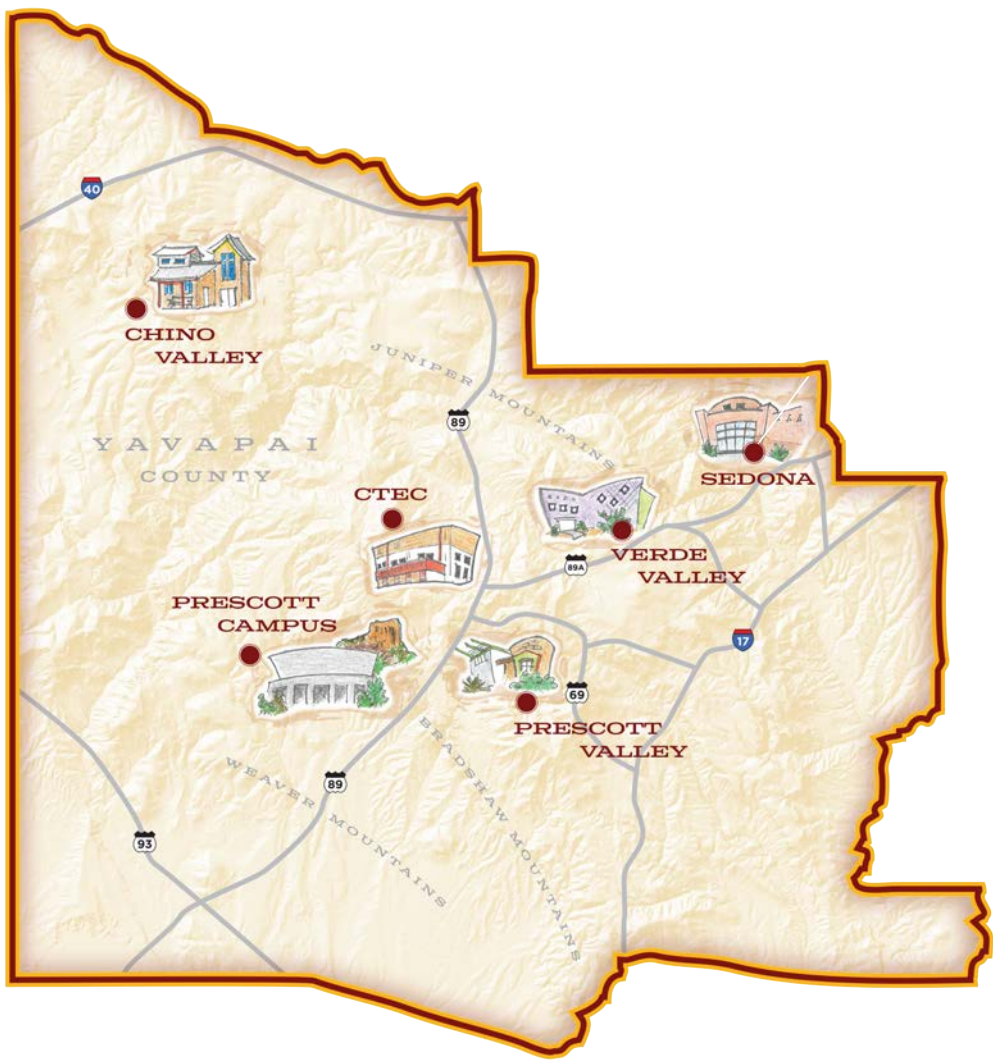 40
CHINO
VALLEY
JUNIPER MOUNTAINS
89
YAVAPAI
COUNTY
SEDONA
CTEC
VERDE
VALLEY
89A
PRESCOTT
CAMPUS
17
69
PRESCOTT
VALLEY
BRADSHAW MOUNTAINS
WEAVER MOUNTAINS
89
93